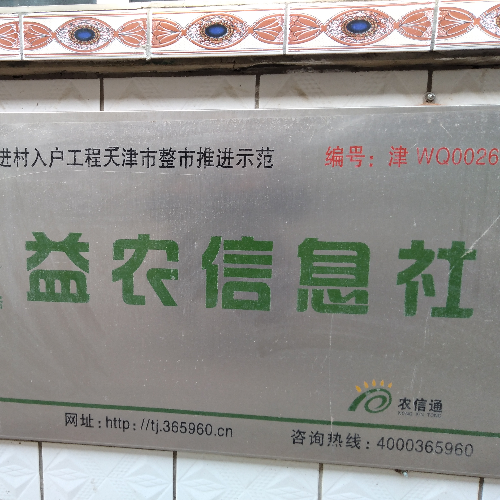 进村入户工程天津市整市推进示范
编号：津 WQ0026
益农信息社
农信通
网址：http://tj.365960.cn
咨询热线：4000365960